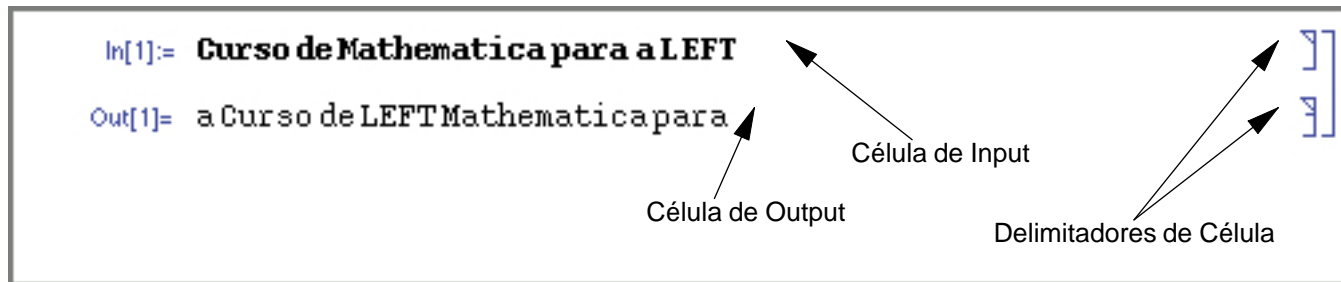 In[1]:= Curso de Mathematica para a LEFT
Out[1]= a Curso de LEFT Mathematica para
Célula de Input
Célula de Output
Delimitadores de Célula